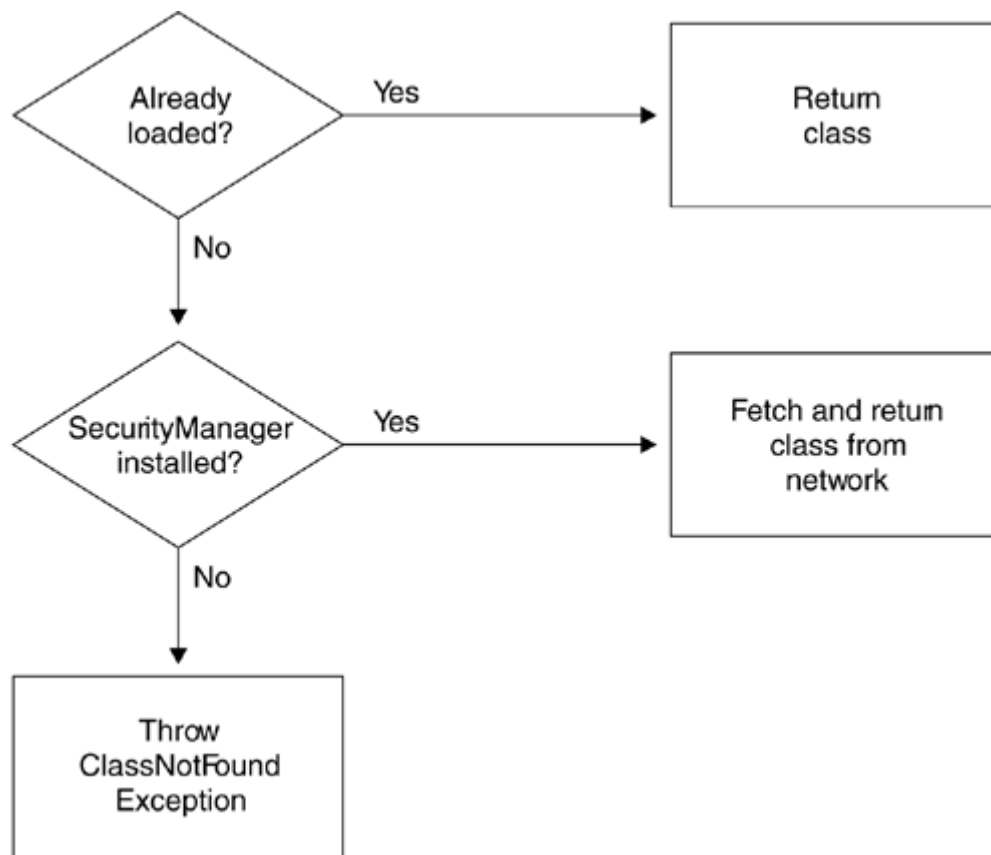 Already
loaded?
Yes
Return
class
No
SecurityManager
installed?
Yes
Fetch and return
class from
network
No
Throw
ClassNotFound
Exception